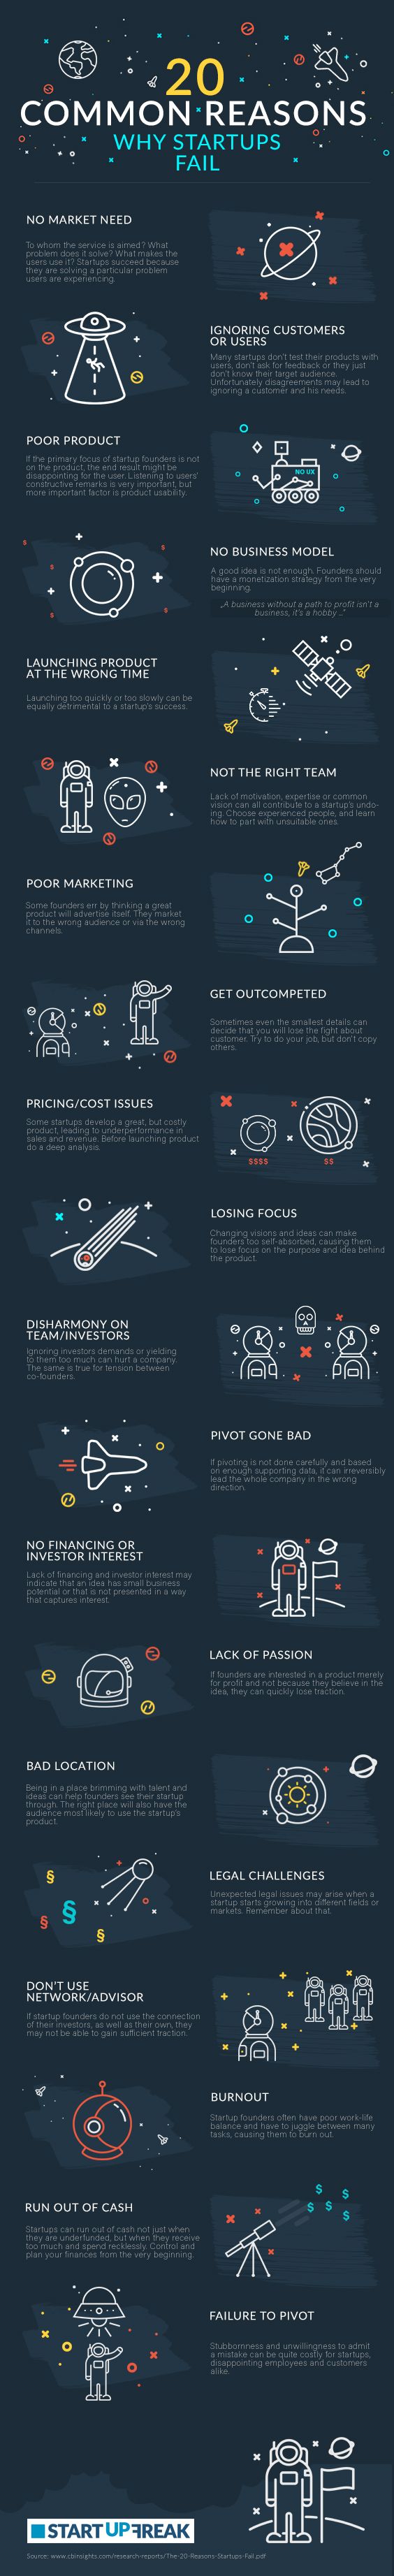 20
COMMON REASONS
WHY STARTUPS
FAIL
NO MARKET NEED
To whom the service is aimed? What
problem does it solve? What makes the
users use it? Startups succeed because
they are solving a particular problem
users are experiencing.
IGNORING CUSTOMERS
OR USERS
Many startups don't test their products with
users, don't ask for feedback or they just
don't know their target audience.
Unfortunately disagreements may lead to
ignoring a customer and his needs.
POOR PRODUCT
If the primary focus of startup founders is not
on the product, the end result might be
disappointing for the user. Listening to users'
constructive remarks is very important, but
more important factor is product usability.
NO UX
NO BUSINESS MODEL
A good idea is not enough. Founders should
have a monetization strategy from the very
beginning.
„A business without a path to profit isn't a
business, it's a hobby ..."
LAUNCHING PRODUCT
AT THE WRONG TIME
Launching too quickly or too slowly can be
equally detrimental to a startup's success.
NOT THE RIGHT TEAM
Lack of motivation, expertise or common
vision can all contribute to a startup's undo-
ing. Choose experienced people, and learn
how to part with unsuitable ones.
POOR MARKETING
Some founders err by thinking a great
product will advertise itself. They market
it to the wrong audience or via the wrong
channels.
GET OUTCOMPETED
Sometimes even the smallest details can
decide that you will lose the fight about
customer. Try to do your job, but don't copy
others.
PRICING/COST ISSUES
Some startups develop a great, but costly
product, leading to underperformance in
sales and revenue. Before launching product
do a deep analysis.
$$$$
$$
LOSING FOCUS
Changing visions and ideas can make
founders too self-absorbed, causing them
to lose focus on the purpose and idea behind
the product.
DISHARMONY ON
TEAM/INVESTORS
Ignoring investors demands or yielding
to them too much can hurt a company.
The same is true for tension between
co-founders.
PIVOT GONE BAD
If pivoting is not done carefully and based
on enough supporting data, it can irreversibly
lead the whole company in the wrong
direction.
NO FINANCING OR
INVESTOR INTEREST
Lack of financing and investor interest may
indicate that an idea has small business
potential or that is not presented in a way
that captures interest.
LACK OF PASSION
If founders are interested in a product merely
for profit and not because they believe in the
idea, they can quickly lose traction.
BAD LOCATION
Being in a place brimming with talent and
ideas can help founders see their startup
through. The right place will also have the
audience most likely to use the startup's
product.
LEGAL CHALLENGES
Unexpected legal issues may arise when a
startup starts growing into different fields or
markets. Remember about that.
DON'T USE
NETWORK/ADVISOR
If startup founders do not use the connection
of their investors, as well as their own, they
may not be able to gain sufficient traction.
BURNOUT
Startup founders often have poor work-life
balance and have to juggle between many
tasks, causing them to burn out.
RUN OUT OF CASH
Startups can run out of cash not just when
they are underfunded, but when they receive
too much and spend recklessly. Control and
plan your finances from the very beginning.
FAILURE TO PIVOT
Stubbornness and unwillingness to admit
a mistake can be quite costly for startups,
disappointing employees and customers
alike.
STARTUPFREAK
Source: www.cbinsights.com/research-reports/The-20-Reasons-Startups-Fail.pdf